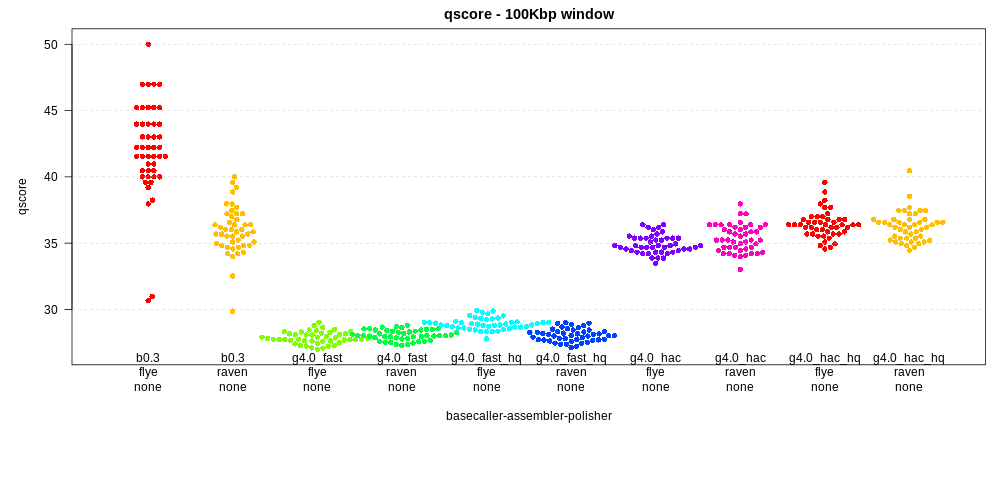 qscore - 100Kbp window
50
45
40
35
30
qscore
b0.3 b0.3 g4.0_fast g4.0_fast g4.0_fast_hq g4.0_fast_hq g4.0_hac g4.0_hac g4.0_hac_hq g4.0_hac_hq
flye raven flye raven flye raven flye raven flye raven
none none none none none none none none none none
basecaller-assembler-polisher